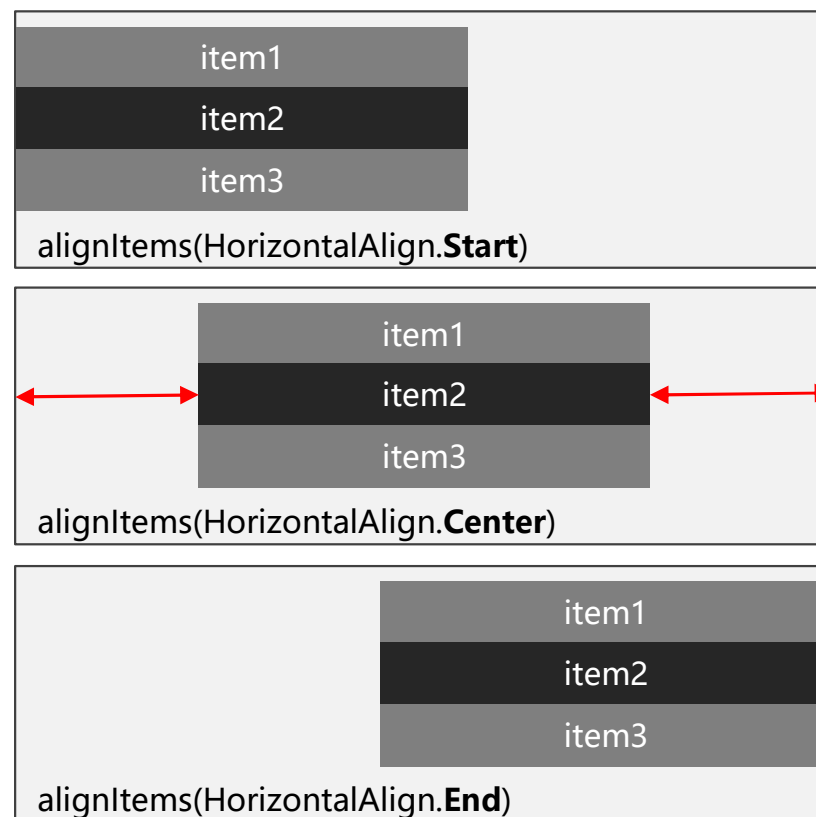 item1
item2
item3
alignItems(HorizontalAlign.Start)
item1
item2
item3
alignItems(HorizontalAlign.Center)
item1
item2
item3
alignItems(HorizontalAlign.End)